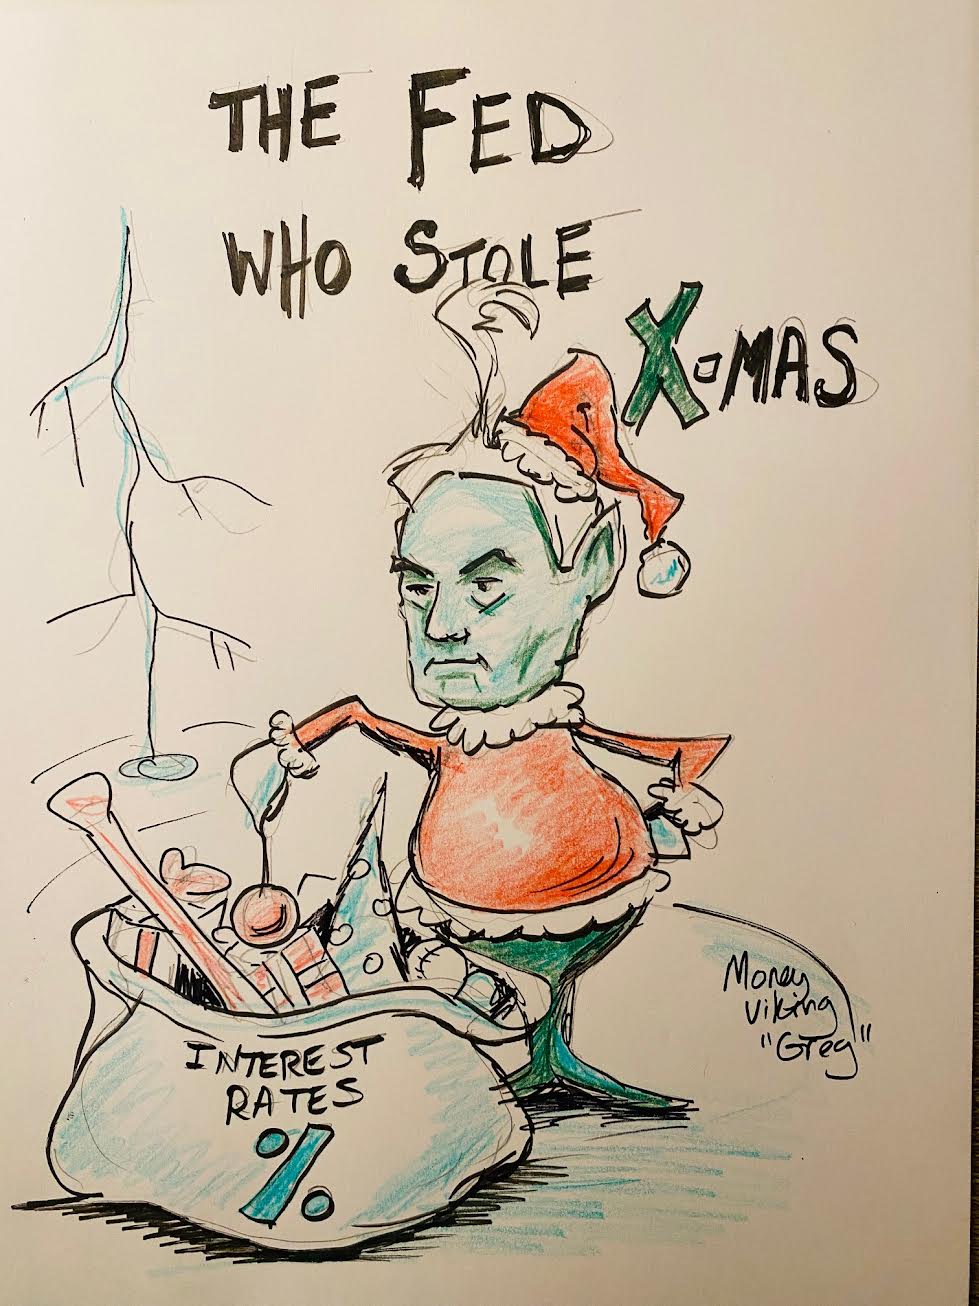 THE FED
WHO STOLE
X-MAS
INTEREST
RATES
%
Money
Viking
"Greg"